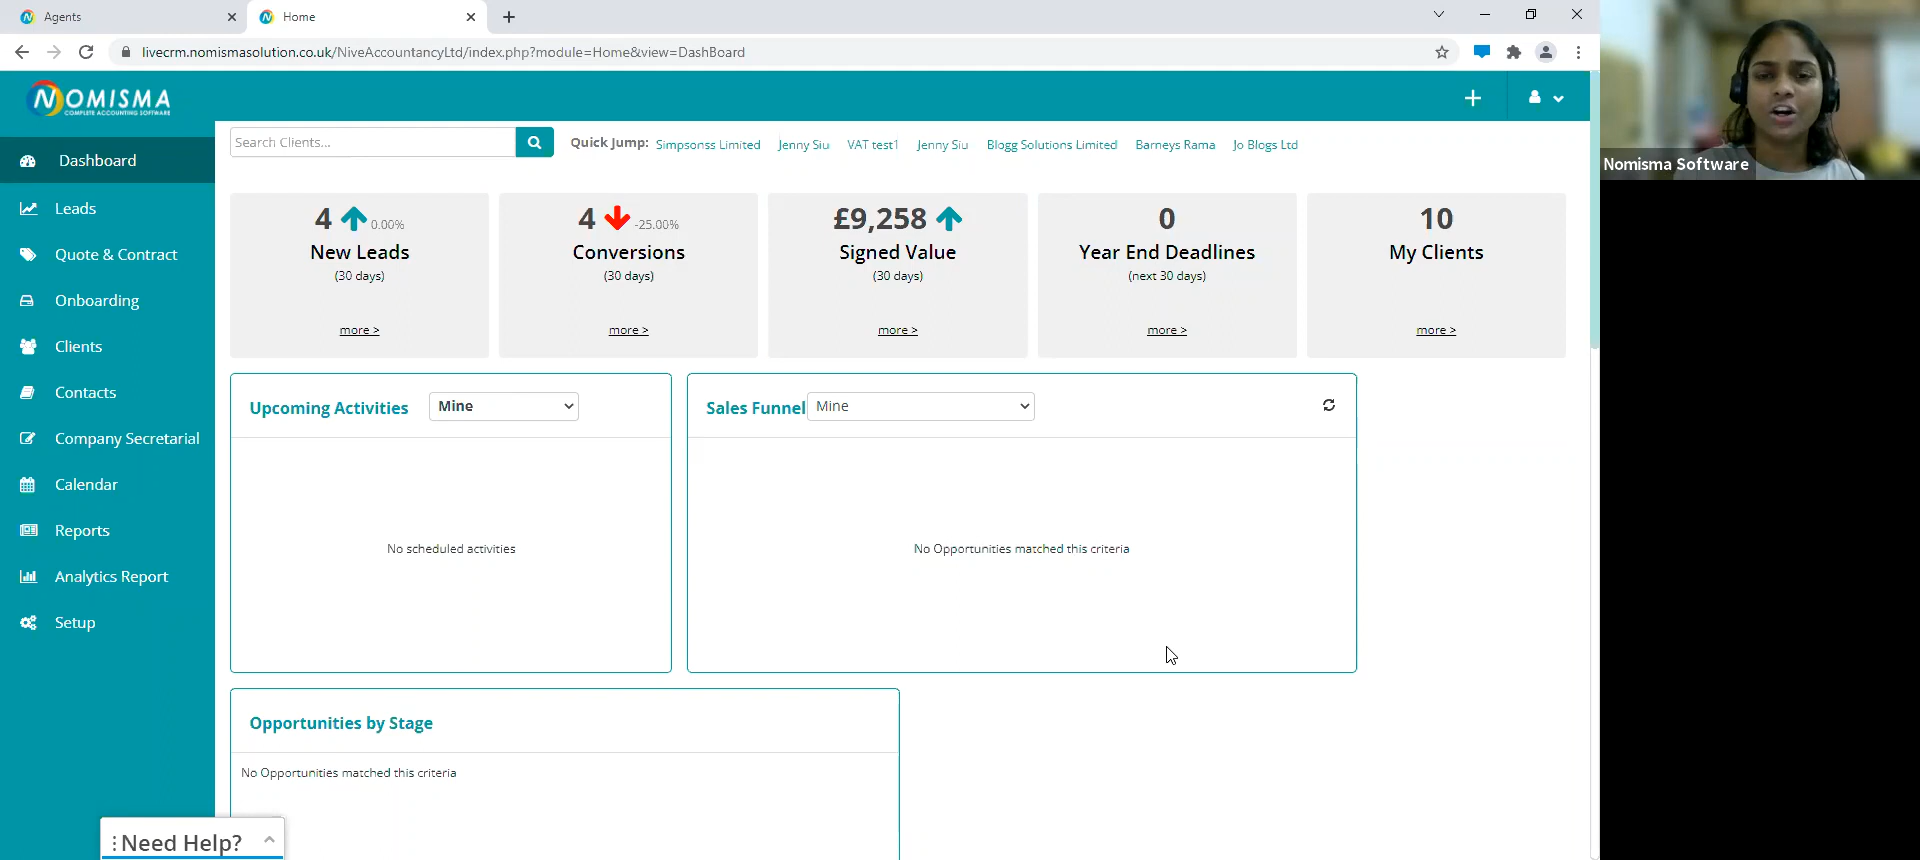 Agents
Home
livecrm.nomismasolution.co.uk/NiveAccountancyLtd/index.php?module=Home&view=DashBoard
NOMISMA
COMPLETE ACCOUNTING SOFTWARE
Nomisma Software
Dashboard
Leads
Quote & Contract
Onboarding
Clients
Contacts
Company Secretarial
Calendar
Reports
Analytics Report
Setup
Search Clients...
Quick Jump: Simpsonss Limited Jenny Siu VAT test1 Jenny Siu Blogg Solutions Limited Barneys Rama Jo Blogs Ltd
4 0.00%
New Leads
(30 days)
more >
4 -25.00%
Conversions
(30 days)
more >
£9,258
Signed Value
(30 days)
more >
0
Year End Deadlines
(next 30 days)
more >
10
My Clients
more >
Upcoming Activities Mine
No scheduled activities
Sales Funnel Mine
No Opportunities matched this criteria
Opportunities by Stage
No Opportunities matched this criteria
Need Help?